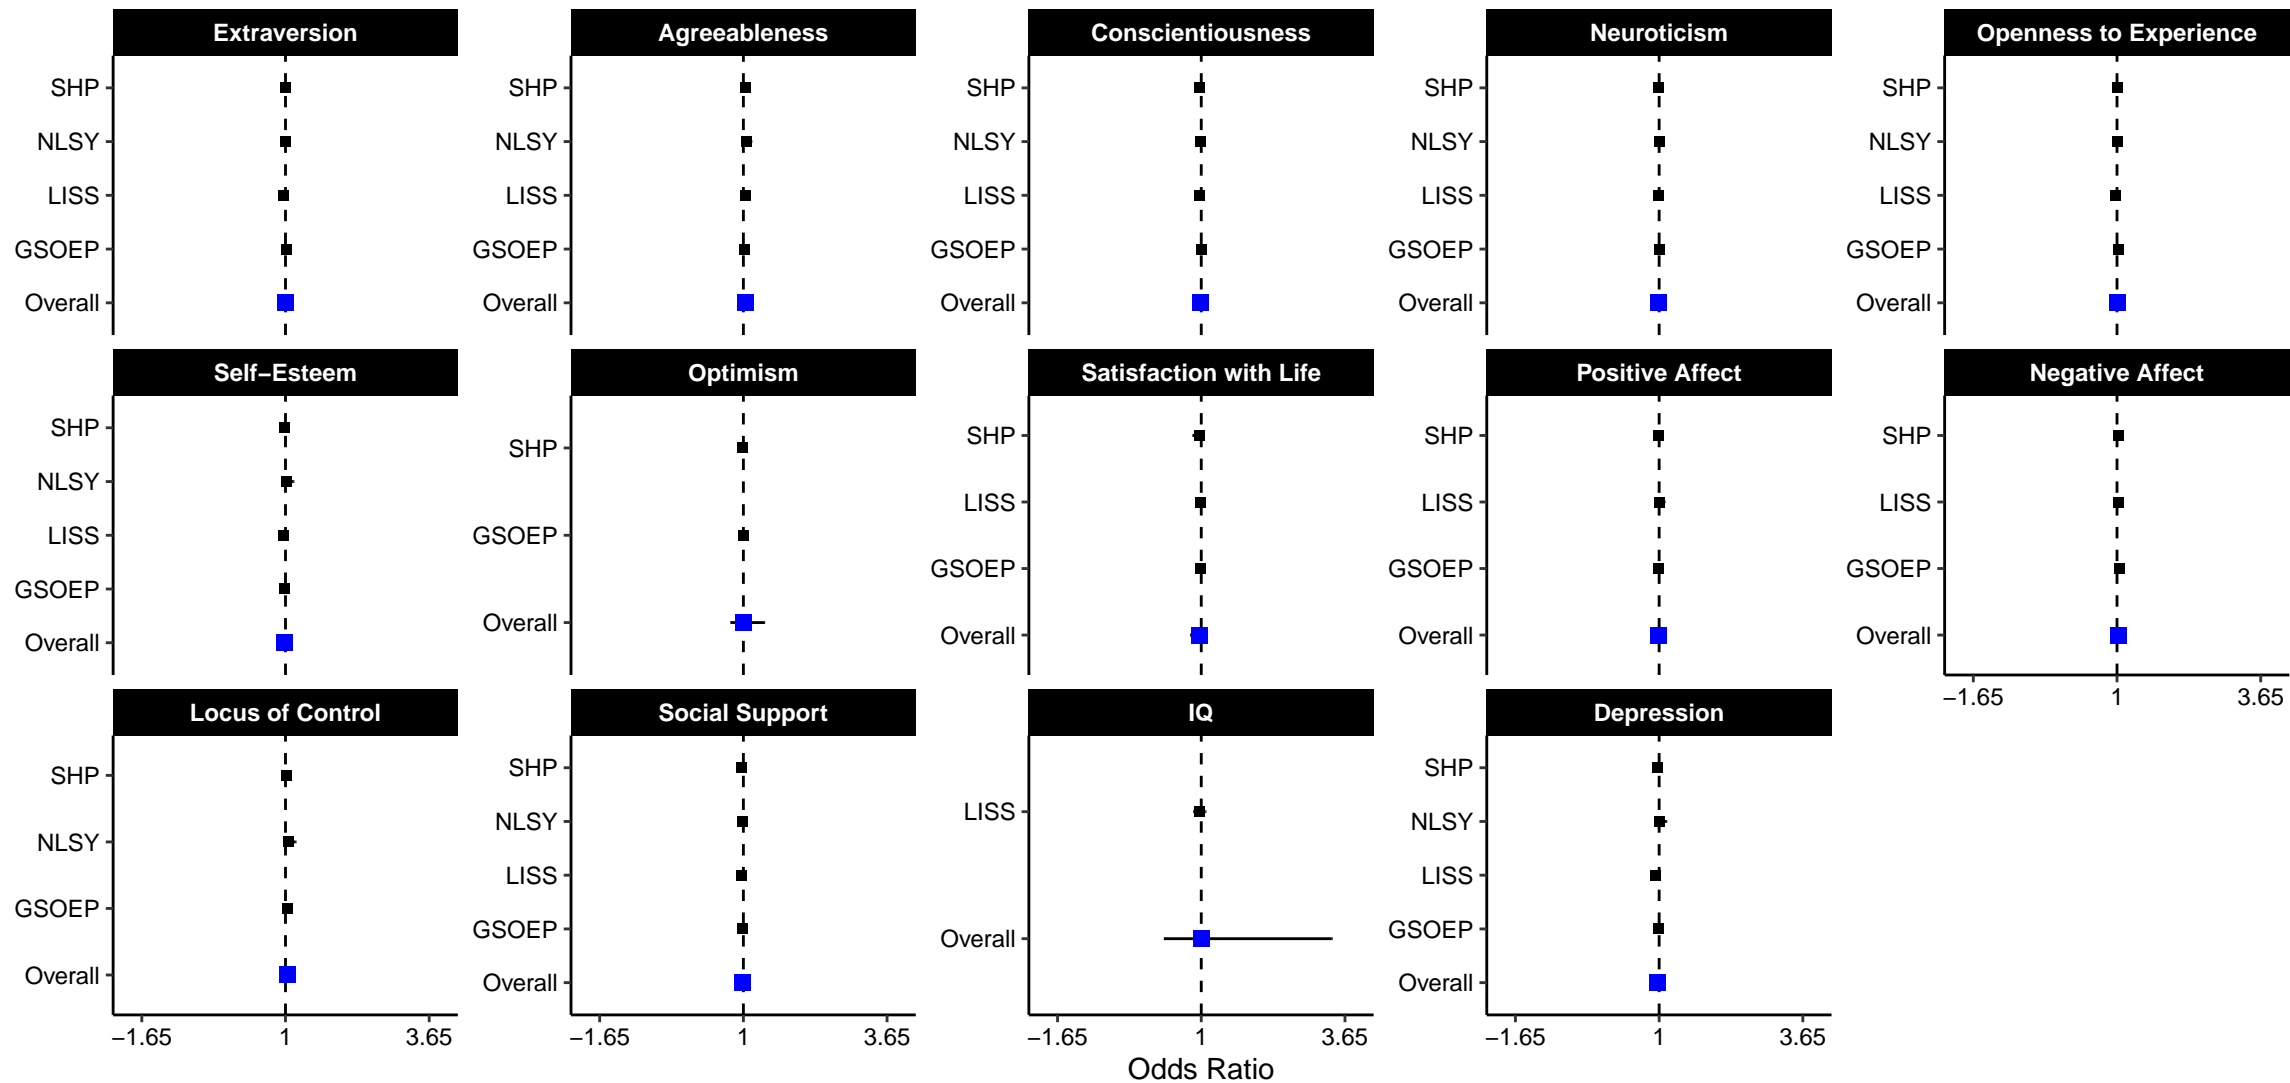 Extraversion
SHP
NLSY
LISS
GSOEP
Overall
Agreeableness
SHP
NLSY
LISS
GSOEP
Overall
Conscientiousness
SHP
NLSY
LISS
GSOEP
Overall
Neuroticism
SHP
NLSY
LISS
GSOEP
Overall
Openness to Experience
SHP
NLSY
LISS
GSOEP
Overall
Self−Esteem
SHP
NLSY
LISS
GSOEP
Overall
Optimism
SHP
GSOEP
Overall
Satisfaction with Life
SHP
LISS
GSOEP
Overall
Positive Affect
SHP
LISS
GSOEP
Overall
Negative Affect
SHP
LISS
GSOEP
Overall
−1.65 1 3.65
Locus of Control
SHP
NLSY
GSOEP
Overall
−1.65 1 3.65
Social Support
SHP
NLSY
LISS
GSOEP
Overall
−1.65 1 3.65
IQ
LISS
Overall
−1.65 1 3.65
Depression
SHP
NLSY
LISS
GSOEP
Overall
−1.65 1 3.65
Odds Ratio